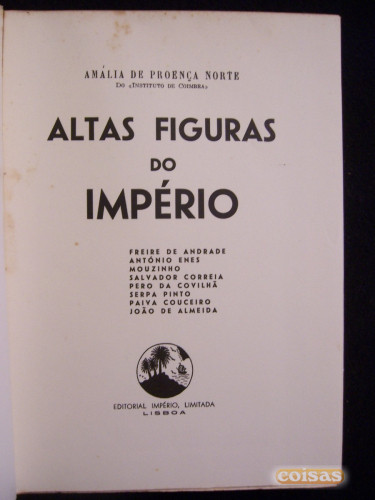 AMÁLIA DE PROENÇA NORTE
DO «INSTITUTO DE COIMBRA»
ALTAS FIGURAS
DO
IMPÉRIO
FREIRE DE ANDRADE
ANTÓNIO ENES
MOUZINHO
SALVADOR CORREIA
PERO DA COVILHÃ
SERPA PINTO
PAIVA COUCEIRO
JOÃO DE ALMEIDA
EDITORIAL IMPÉRIO, LIMITADA
LISBOA
coisas